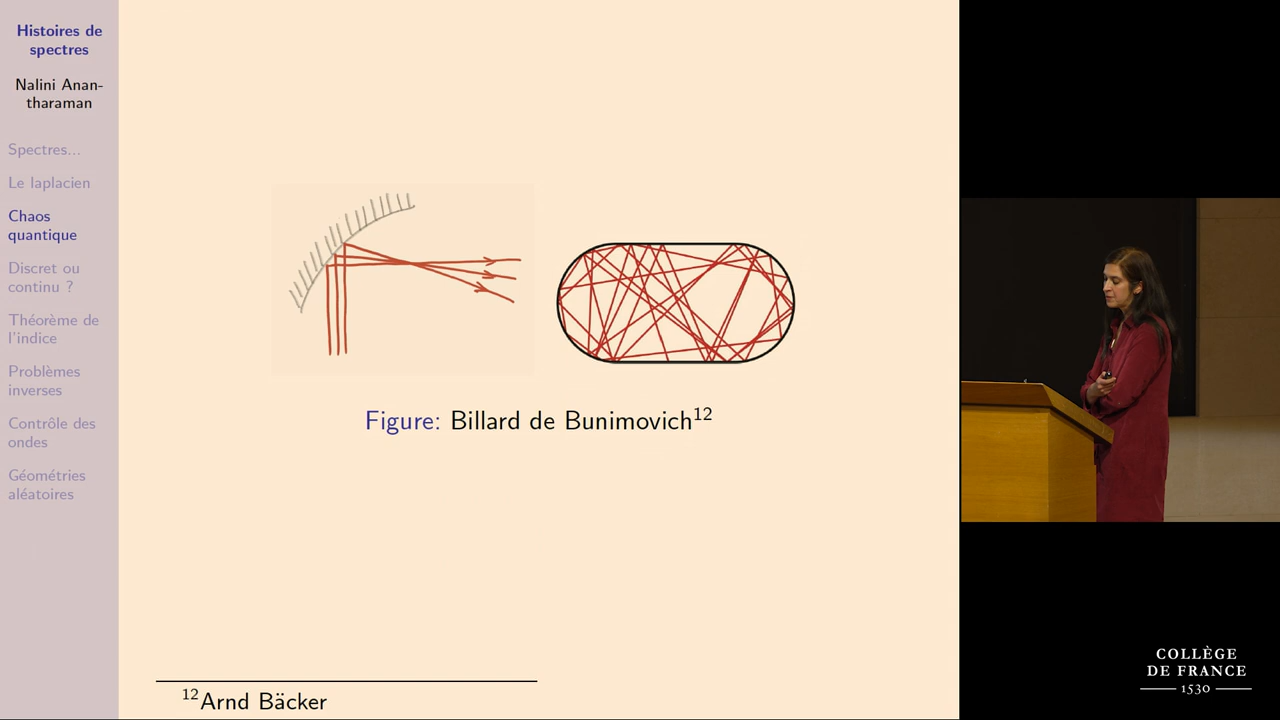 Histoires de
spectres
Nalini Anan-
tharaman
Spectres...
Le laplacien
Chaos
quantique
Discret ou
continu ?
Théorème de
l'indice
Problèmes
inverses
Contrôle des
ondes
Géométries
aléatoires
Figure: Billard de Bunimovich12
12Arnd Bäcker
COLLÈGE
DE FRANCE
1530